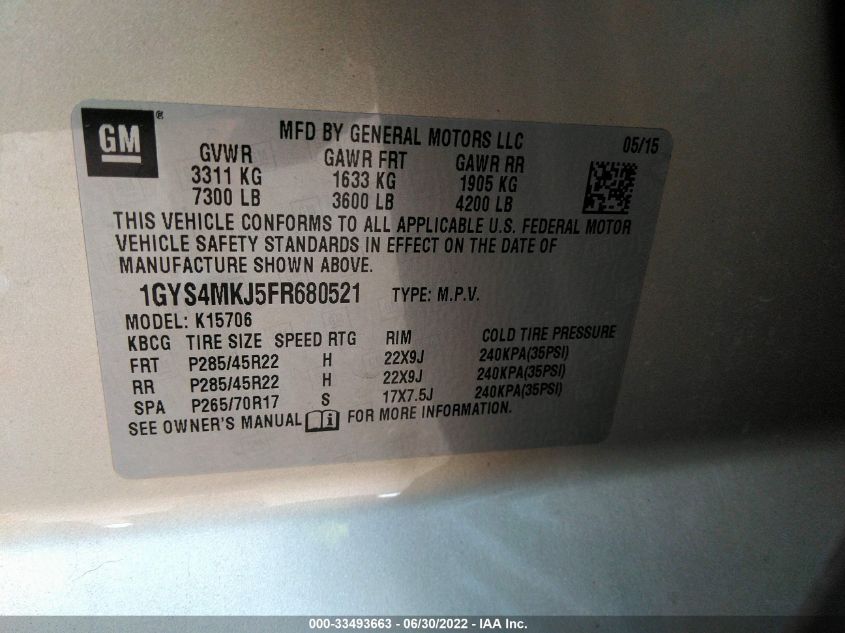 GM ®
MFD BY GENERAL MOTORS LLC 05/15
GVWR GAWR FRT GAWR RR
3311 KG 1633 KG 1905 KG
7300 LB 3600 LB 4200 LB
THIS VEHICLE CONFORMS TO ALL APPLICABLE U.S. FEDERAL MOTOR
VEHICLE SAFETY STANDARDS IN EFFECT ON THE DATE OF
MANUFACTURE SHOWN ABOVE.
1GYS4MKJ5FR680521 TYPE: M.P.V.
MODEL: K15706
KBCG TIRE SIZE SPEED RTG RIM COLD TIRE PRESSURE
FRT P285/45R22 H 22X9J 240KPA(35PSI)
RR P285/45R22 H 22X9J 240KPA(35PSI)
SPA P265/70R17 S 17X7.5J 240KPA(35PSI)
SEE OWNER'S MANUAL FOR MORE INFORMATION.
000-33493663 - 06/30/2022 - IAA Inc.